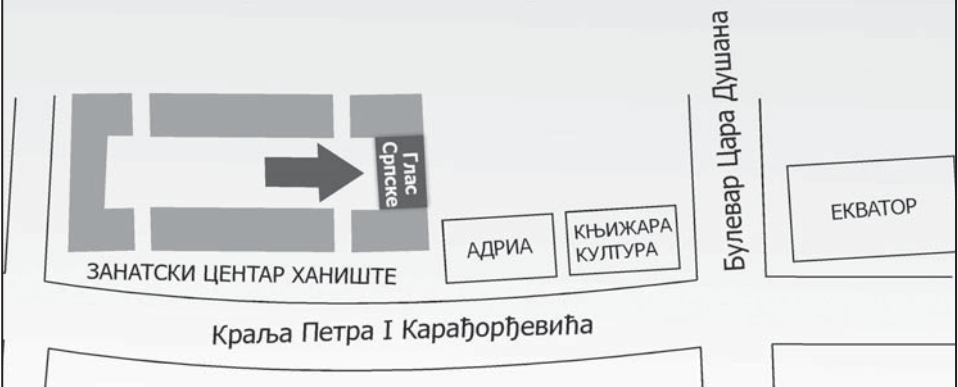 Булевар Цара Душана
Глас
Српске
АДРИА
КЊИЖАРА
КУЛТУРА
ЕКВАТОР
ЗАНАТСКИ ЦЕНТАР ХАНИШТЕ
Краља Петра I Карађорђевића